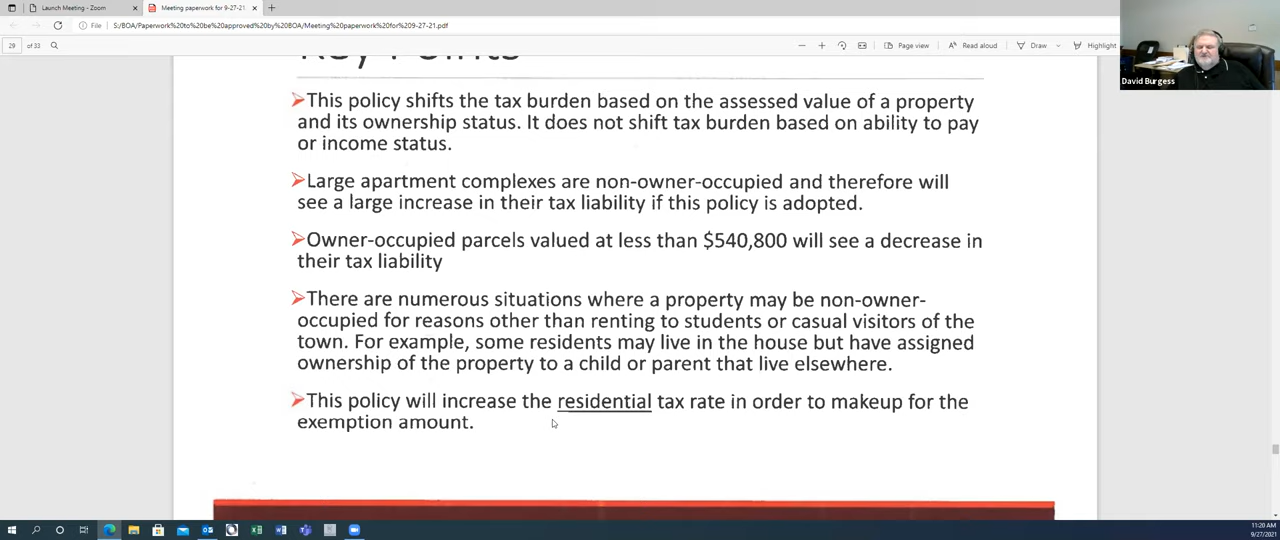 Launch Meeting - Zoom
Meeting paperwork for 9-27-21.
File
S:/BOA/Paperwork%20to%20be%20approved%20by%20BOA/Meeting%20paperwork%20for%209-27-21.pdf
29 of 33
Page view
Read aloud
Draw
Highlight
David Burgess
Key Points
This policy shifts the tax burden based on the assessed value of a property
and its ownership status. It does not shift tax burden based on ability to pay
or income status.
Large apartment complexes are non-owner-occupied and therefore will
see a large increase in their tax liability if this policy is adopted.
Owner-occupied parcels valued at less than $540,800 will see a decrease in
their tax liability
There are numerous situations where a property may be non-owner-
occupied for reasons other than renting to students or casual visitors of the
town. For example, some residents may live in the house but have assigned
ownership of the property to a child or parent that live elsewhere.
This policy will increase the residential tax rate in order to makeup for the
exemption amount.
11:20 AM
9/27/2021